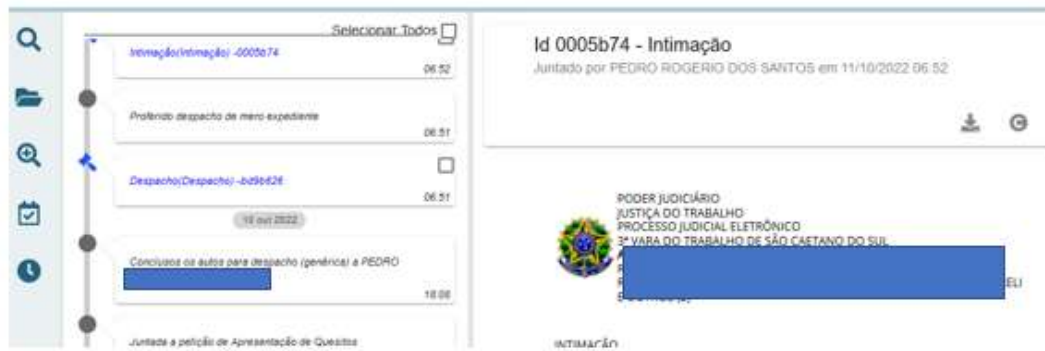 Selecionar Todos
Intimação(Intimação) -0005b74
06:52
Proferido despacho de mero expediente
06:51
Despacho(Despacho) -bd9b626
06:51
10 out 2022
Conclusos os autos para despacho (genérica) a PEDRO
18:08
Juntada a petição de Apresentação de Quesitos
Id 0005b74 - Intimação
Juntado por PEDRO ROGERIO DOS SANTOS em 11/10/2022 06:52
PODER JUDICIÁRIO
JUSTIÇA DO TRABALHO
PROCESSO JUDICIAL ELETRÔNICO
3ª VARA DO TRABALHO DE SÃO CAETANO DO SUL
ELI
INTIMAÇÃO